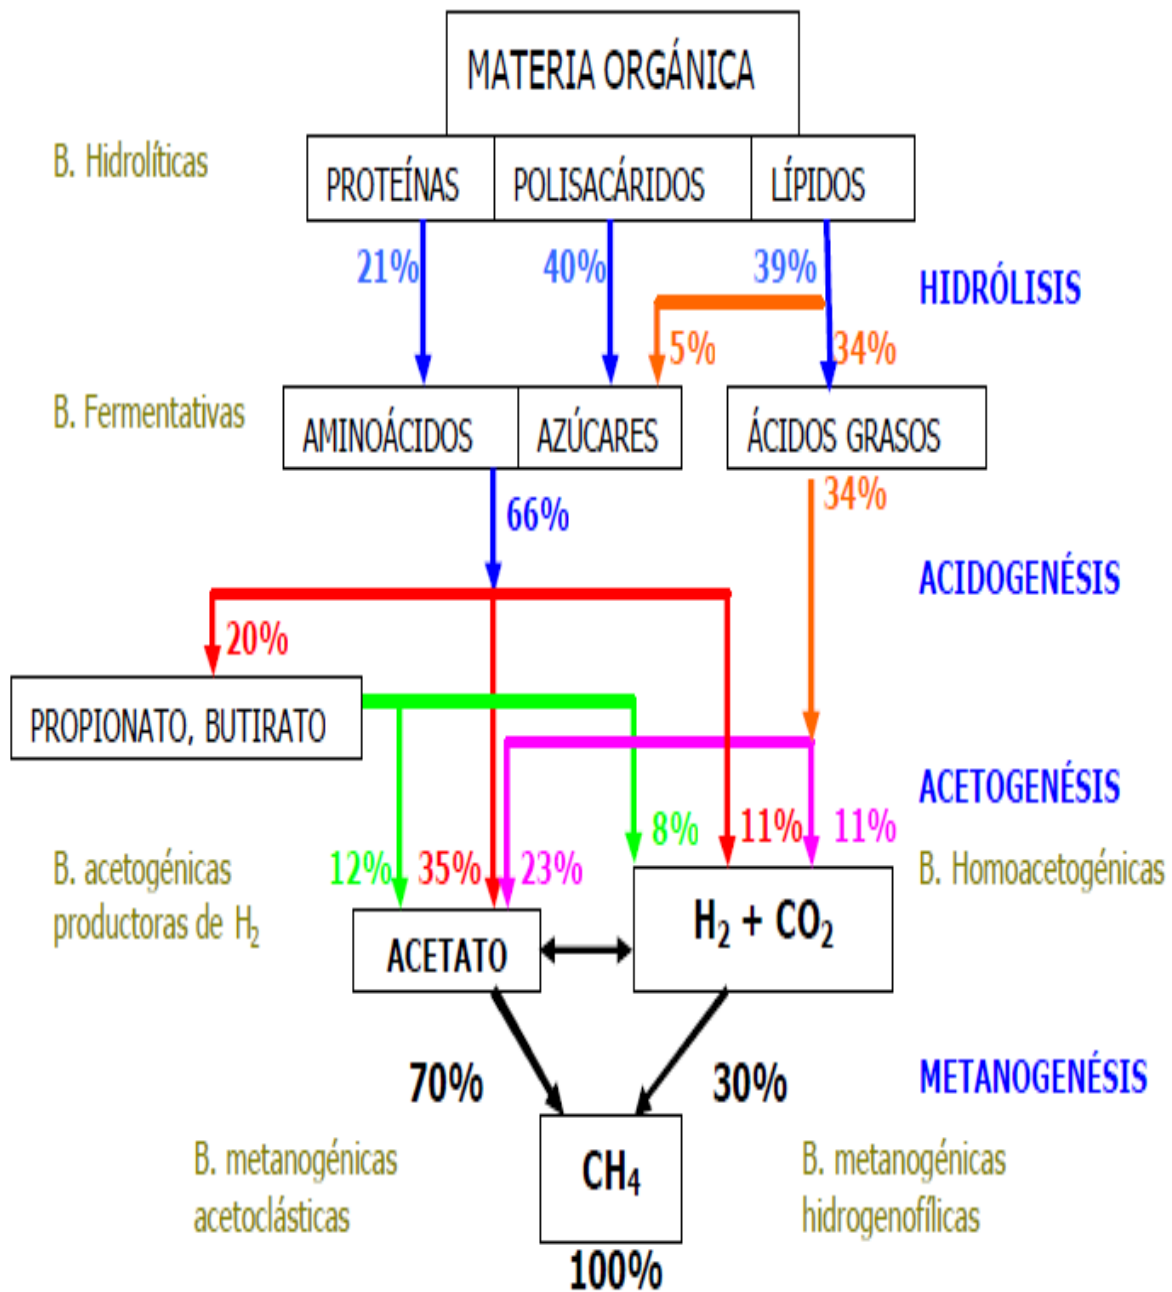 MATERIA ORGÁNICA
B. Hidrolíticas
PROTEÍNAS
POLISACÁRIDOS
LÍPIDOS
21%
40%
39%
HIDRÓLISIS
5%
34%
B. Fermentativas
AMINOÁCIDOS
AZÚCARES
ÁCIDOS GRASOS
66%
34%
ACIDOGENÉSIS
20%
PROPIONATO, BUTIRATO
ACETOGENÉSIS
8%
11%
11%
B. acetogénicas
productoras de H₂
12%
35%
23%
B. Homoacetogénicas
H₂ + CO₂
ACETATO
70%
30%
METANOGENÉSIS
B. metanogénicas
acetoclásticas
CH₄
B. metanogénicas
hidrogenofílicas
100%